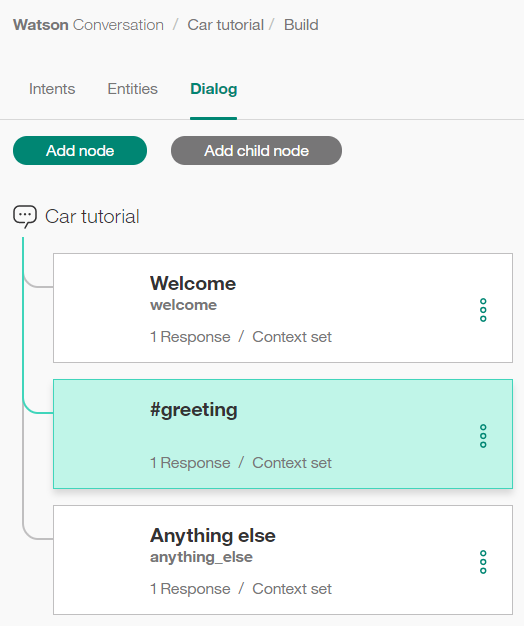 Watson Conversation / Car tutorial / Build
Intents Entities Dialog
Add node Add child node
Car tutorial
Welcome
welcome
1 Response / Context set
#greeting
1 Response / Context set
Anything else
anything_else
1 Response / Context set